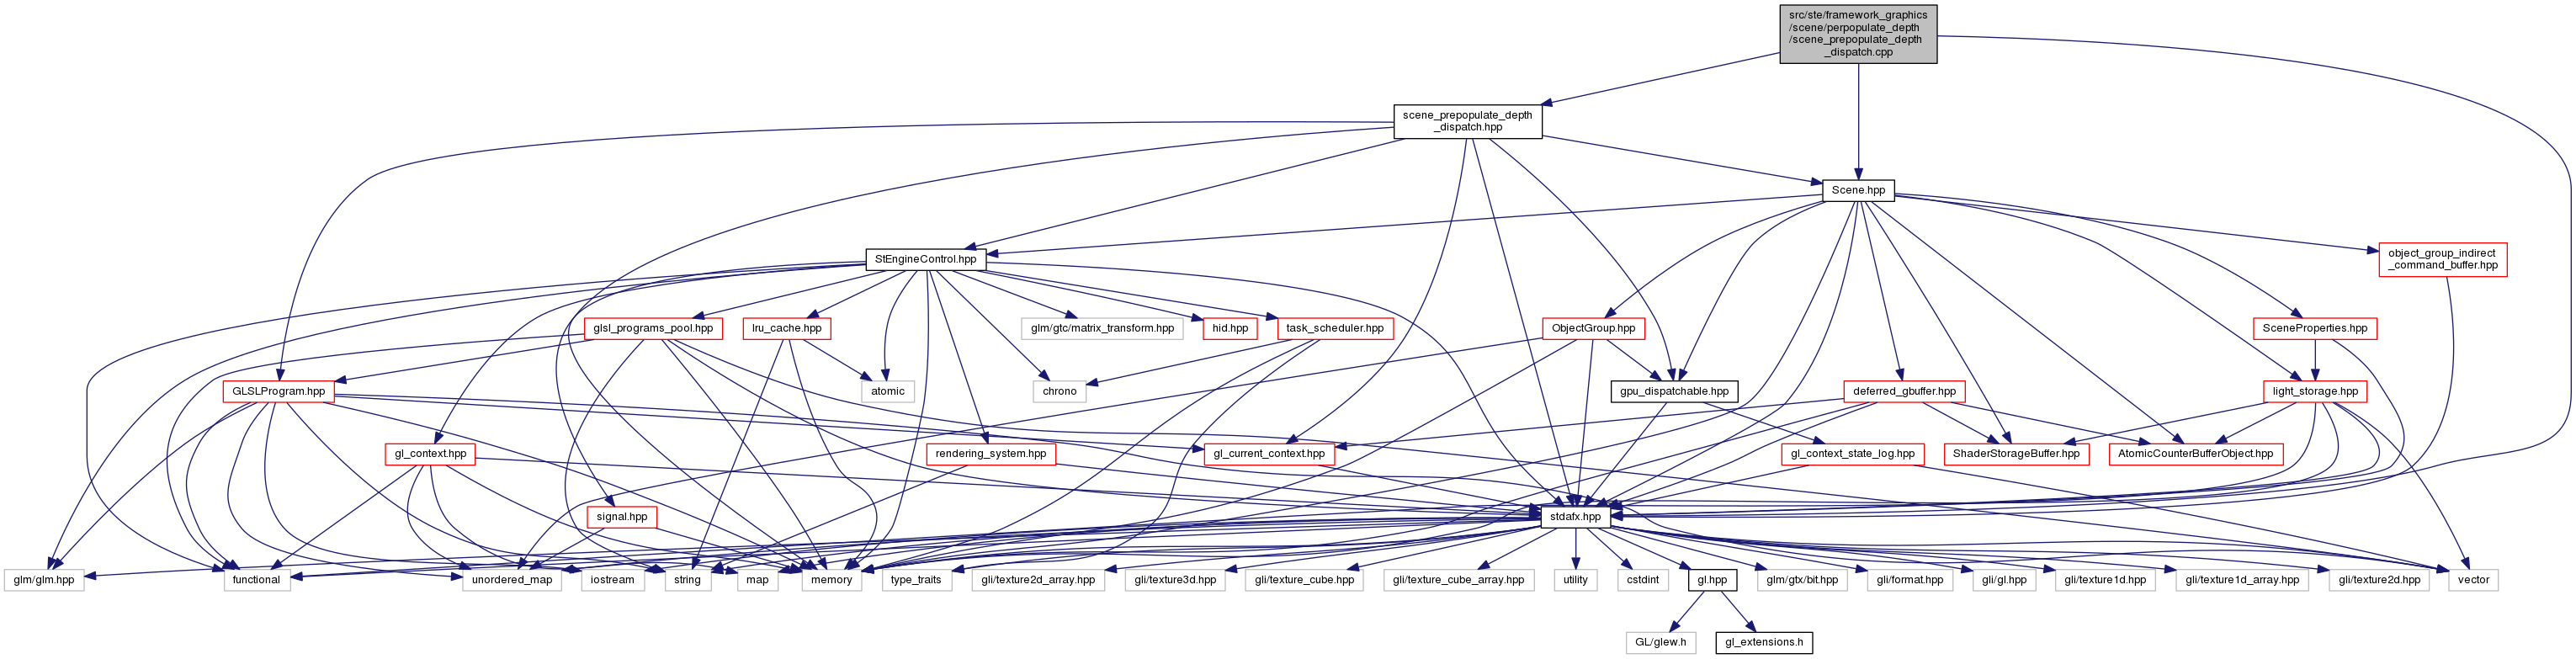 src/ste/framework_graphics
/scene/perpopulate_depth
/scene_prepopulate_depth
_dispatch.cpp
scene_prepopulate_depth
_dispatch.hpp
Scene.hpp
StEngineControl.hpp
object_group_indirect
_command_buffer.hpp
glsl_programs_pool.hpp
lru_cache.hpp
glm/gtc/matrix_transform.hpp
hid.hpp
task_scheduler.hpp
ObjectGroup.hpp
SceneProperties.hpp
GLSLProgram.hpp
atomic
chrono
gpu_dispatchable.hpp
deferred_gbuffer.hpp
light_storage.hpp
gl_context.hpp
rendering_system.hpp
gl_current_context.hpp
gl_context_state_log.hpp
ShaderStorageBuffer.hpp
AtomicCounterBufferObject.hpp
signal.hpp
stdafx.hpp
glm/glm.hpp
functional
unordered_map
iostream
string
map
memory
type_traits
gli/texture2d_array.hpp
gli/texture3d.hpp
gli/texture_cube.hpp
gli/texture_cube_array.hpp
utility
cstdint
gl.hpp
glm/gtx/bit.hpp
gli/format.hpp
gli/gl.hpp
gli/texture1d.hpp
gli/texture1d_array.hpp
gli/texture2d.hpp
vector
GL/glew.h
gl_extensions.h